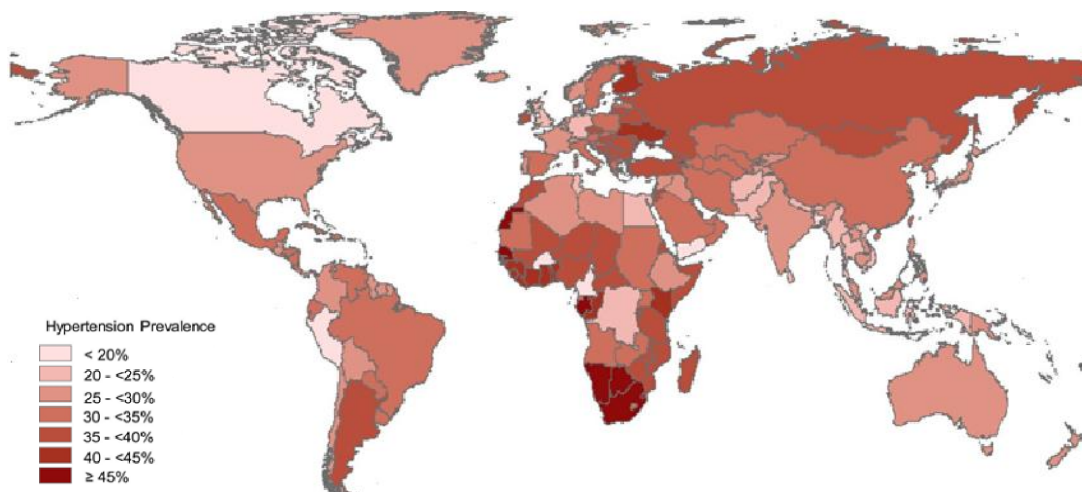 Hypertension Prevalence
< 20%
20 - <25%
25 - <30%
30 - <35%
35 - <40%
40 - <45%
≥ 45%